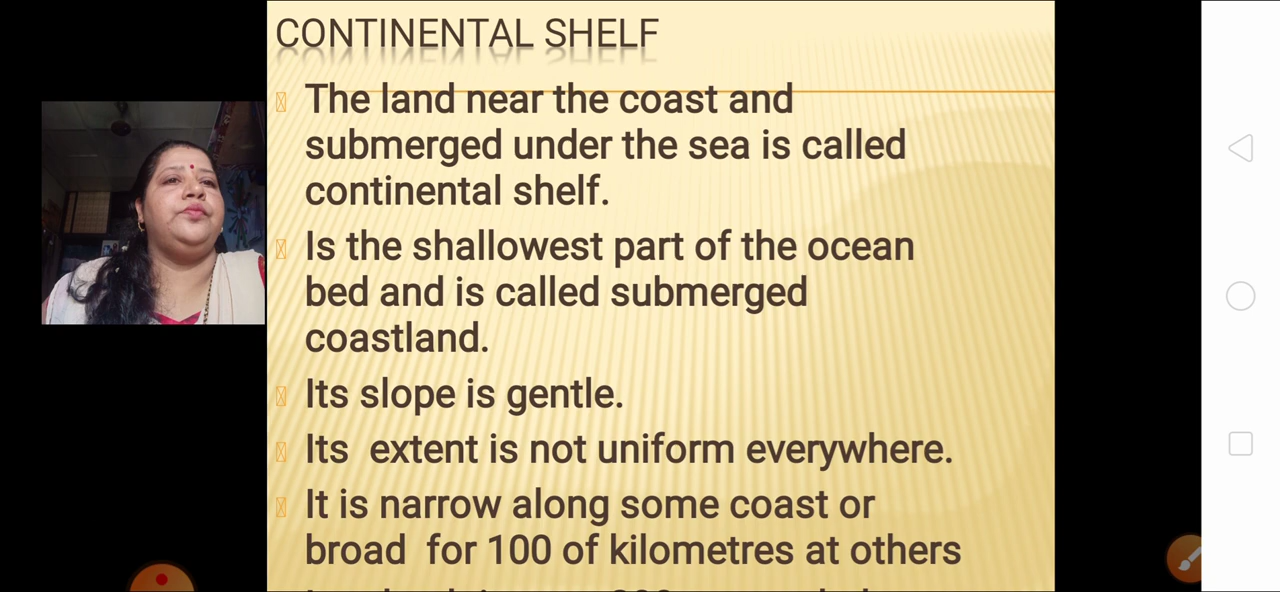 CONTINENTAL SHELF
The land near the coast and
submerged under the sea is called
continental shelf.
Is the shallowest part of the ocean
bed and is called submerged
coastland.
Its slope is gentle.
Its extent is not uniform everywhere.
It is narrow along some coast or
broad for 100 of kilometres at others